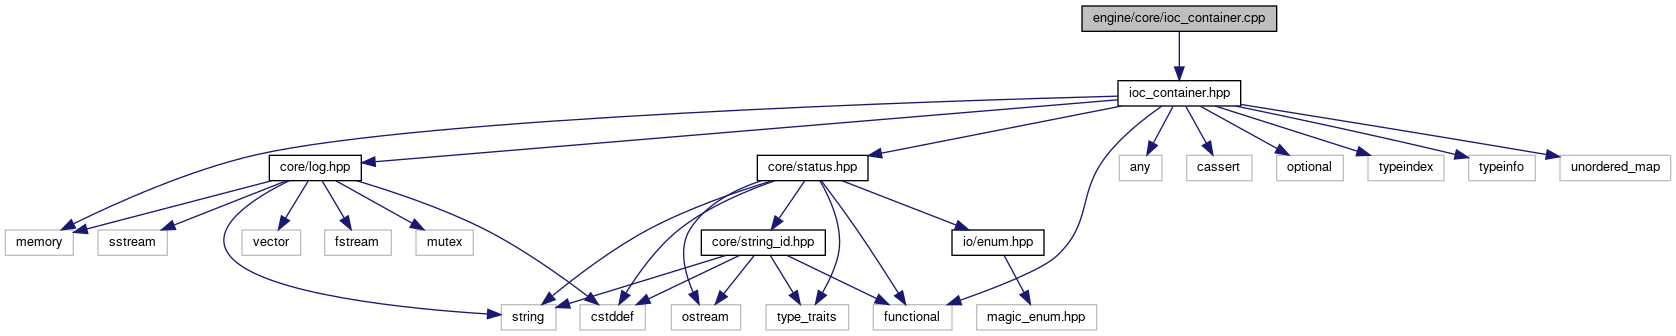 engine/core/ioc_container.cpp
ioc_container.hpp
core/log.hpp
core/status.hpp
any
cassert
optional
typeindex
typeinfo
unordered_map
memory
sstream
vector
fstream
mutex
core/string_id.hpp
io/enum.hpp
string
cstddef
ostream
type_traits
functional
magic_enum.hpp